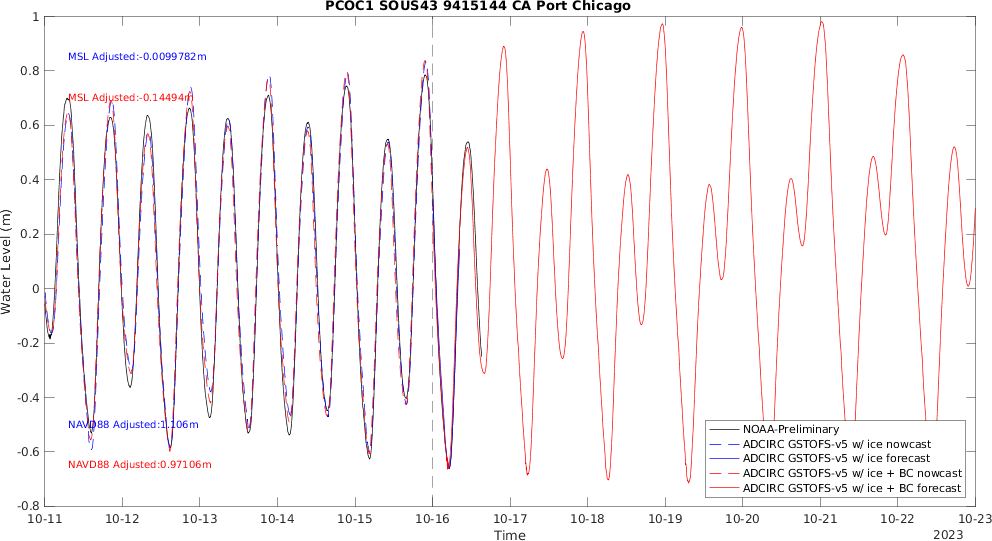 PCOC1 SOUS43 9415144 CA Port Chicago
1
0.8
0.6
0.4
0.2
0
-0.2
-0.4
-0.6
-0.8
Water Level (m)
MSL Adjusted:-0.0099782m
MSL Adjusted:-0.14494m
NAVD88 Adjusted:1.106m
NAVD88 Adjusted:0.97106m
NOAA-Preliminary
ADCIRC GSTOFS-v5 w/ ice nowcast
ADCIRC GSTOFS-v5 w/ ice forecast
ADCIRC GSTOFS-v5 w/ ice + BC nowcast
ADCIRC GSTOFS-v5 w/ ice + BC forecast
10-11 10-12 10-13 10-14 10-15 10-16 10-17 10-18 10-19 10-20 10-21 10-22 10-23
Time
2023